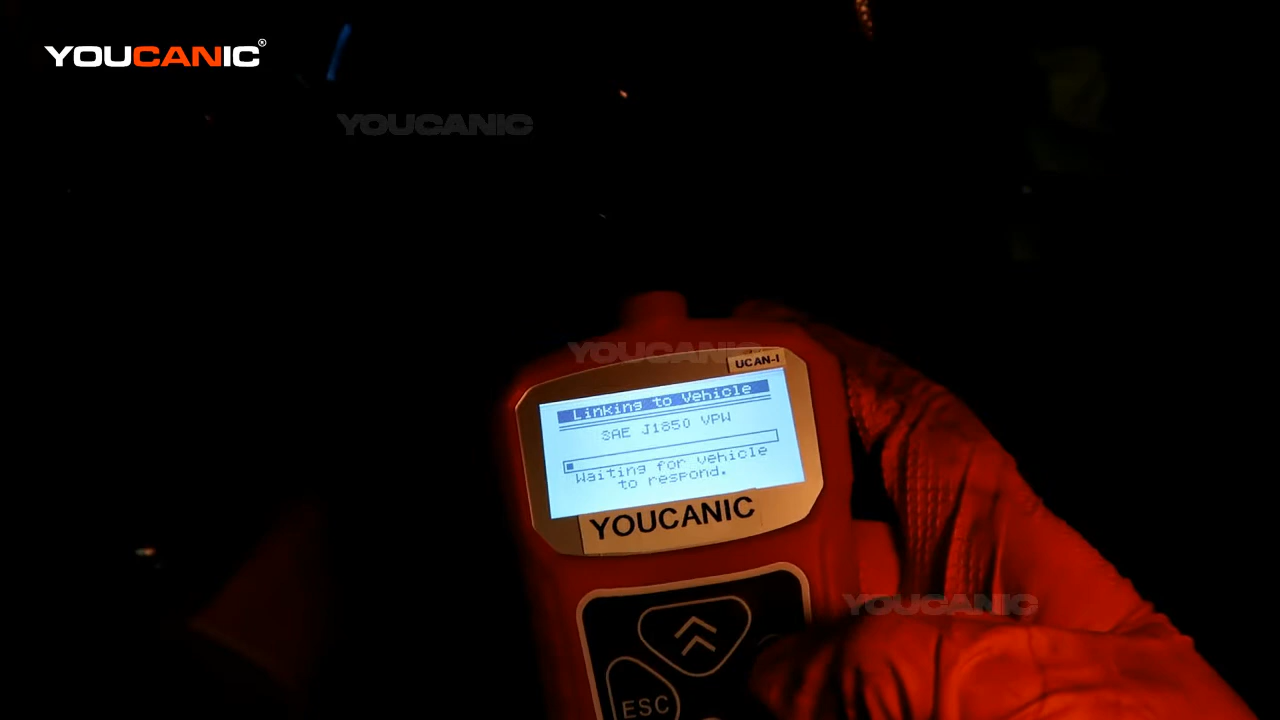 YOUCANIC®
YOUCANIC
YOUCANIC
UCAN-I
Linking to Vehicle
SAE J1850 VPW
Waiting for vehicle
to respond.
YOUCANIC
YOUCANIC
ESC